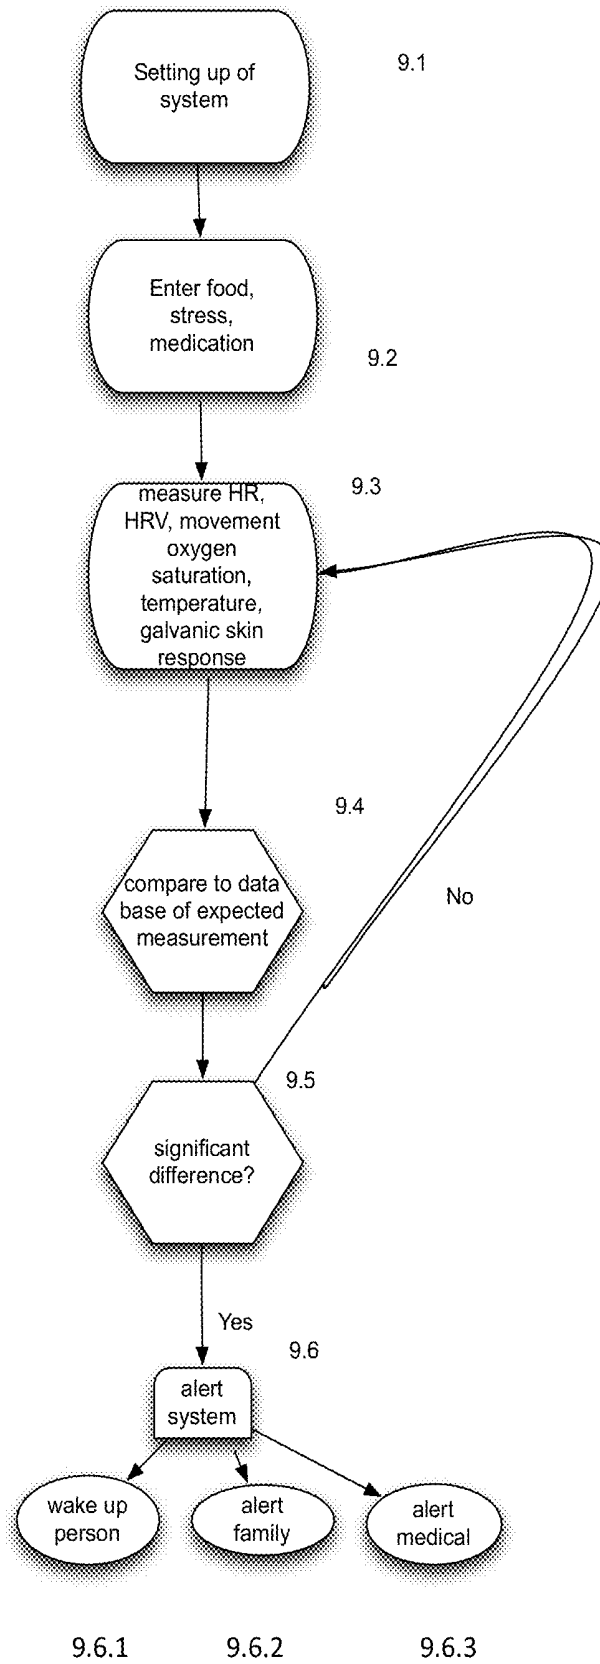 Setting up of
system
9.1
Enter food,
stress,
medication
9.2
measure HR,
HRV, movement
oxygen
saturation,
temperature,
galvanic skin
response
9.3
compare to data
base of expected
measurement
9.4
No
significant
difference?
9.5
Yes
alert
system
9.6
wake up
person
alert
family
alert
medical
9.6.1
9.6.2
9.6.3